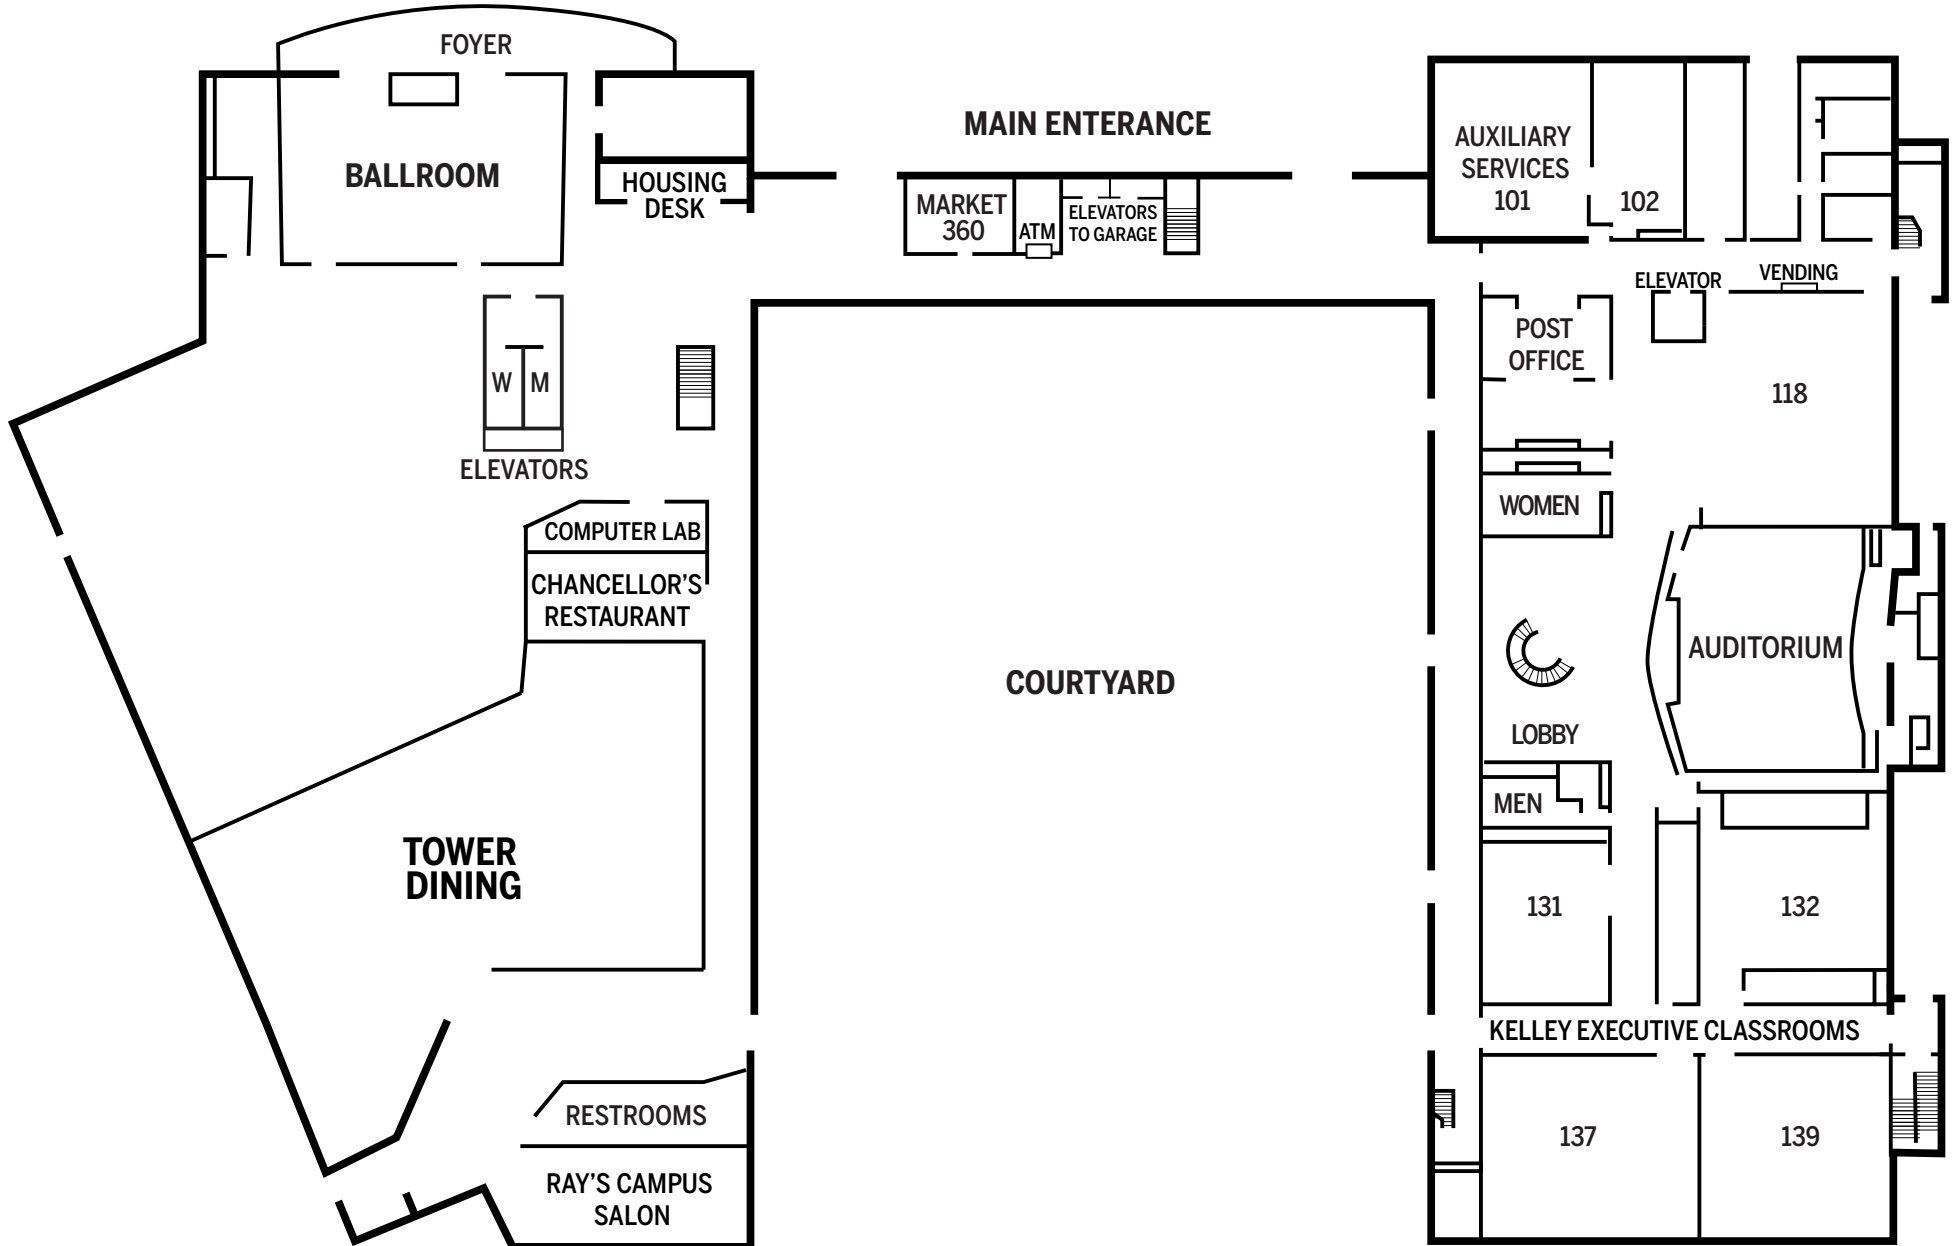 FOYER
BALLROOM
HOUSING
DESK
W
M
ELEVATORS
COMPUTER LAB
CHANCELLOR'S
RESTAURANT
TOWER
DINING
RESTROOMS
RAY'S CAMPUS
SALON
MAIN ENTERANCE
MARKET
360
ATM
ELEVATORS
TO GARAGE
COURTYARD
AUXILIARY
SERVICES
101
102
ELEVATOR
VENDING
POST
OFFICE
118
WOMEN
AUDITORIUM
LOBBY
MEN
131
132
KELLEY EXECUTIVE CLASSROOMS
137
139